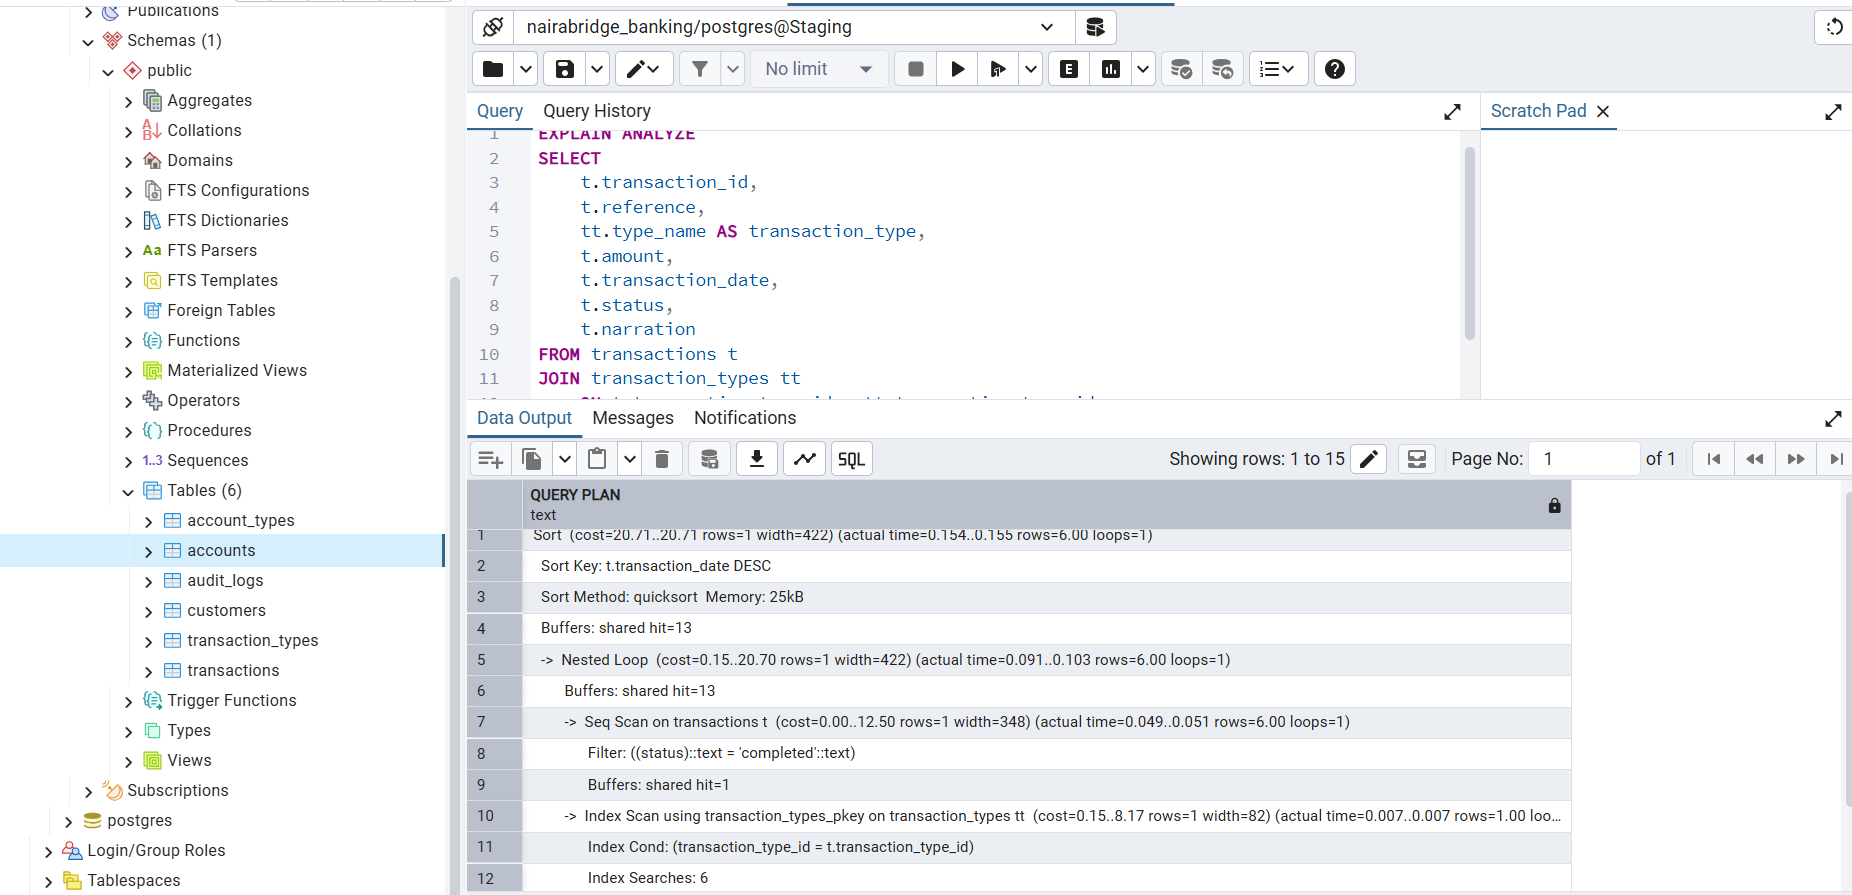 Publications
Schemas (1)
public
Aggregates
Collations
Domains
FTS Configurations
FTS Dictionaries
Aa FTS Parsers
FTS Templates
Foreign Tables
Functions
Materialized Views
Operators
Procedures
1..3 Sequences
Tables (6)
account_types
accounts
audit_logs
customers
transaction_types
transactions
Trigger Functions
Types
Views
Subscriptions
postgres
Login/Group Roles
Tablespaces
nairabridge_banking/postgres@Staging
No limit
E
Query Query History
Scratch Pad
1 EXPLAIN ANALYZE
2 SELECT
3 t.transaction_id,
4 t.reference,
5 tt.type_name AS transaction_type,
6 t.amount,
7 t.transaction_date,
8 t.status,
9 t.narration
10 FROM transactions t
11 JOIN transaction_types tt
Data Output Messages Notifications
SQL
Showing rows: 1 to 15
Page No: 1 of 1
QUERY PLAN
text
1 Sort (cost=20.71..20.71 rows=1 width=422) (actual time=0.154..0.155 rows=6.00 loops=1)
2 Sort Key: t.transaction_date DESC
3 Sort Method: quicksort Memory: 25kB
4 Buffers: shared hit=13
5 -> Nested Loop (cost=0.15..20.70 rows=1 width=422) (actual time=0.091..0.103 rows=6.00 loops=1)
6 Buffers: shared hit=13
7 -> Seq Scan on transactions t (cost=0.00..12.50 rows=1 width=348) (actual time=0.049..0.051 rows=6.00 loops=1)
8 Filter: ((status)::text = 'completed'::text)
9 Buffers: shared hit=1
10 -> Index Scan using transaction_types_pkey on transaction_types tt (cost=0.15..8.17 rows=1 width=82) (actual time=0.007..0.007 rows=1.00 loo...
11 Index Cond: (transaction_type_id = t.transaction_type_id)
12 Index Searches: 6